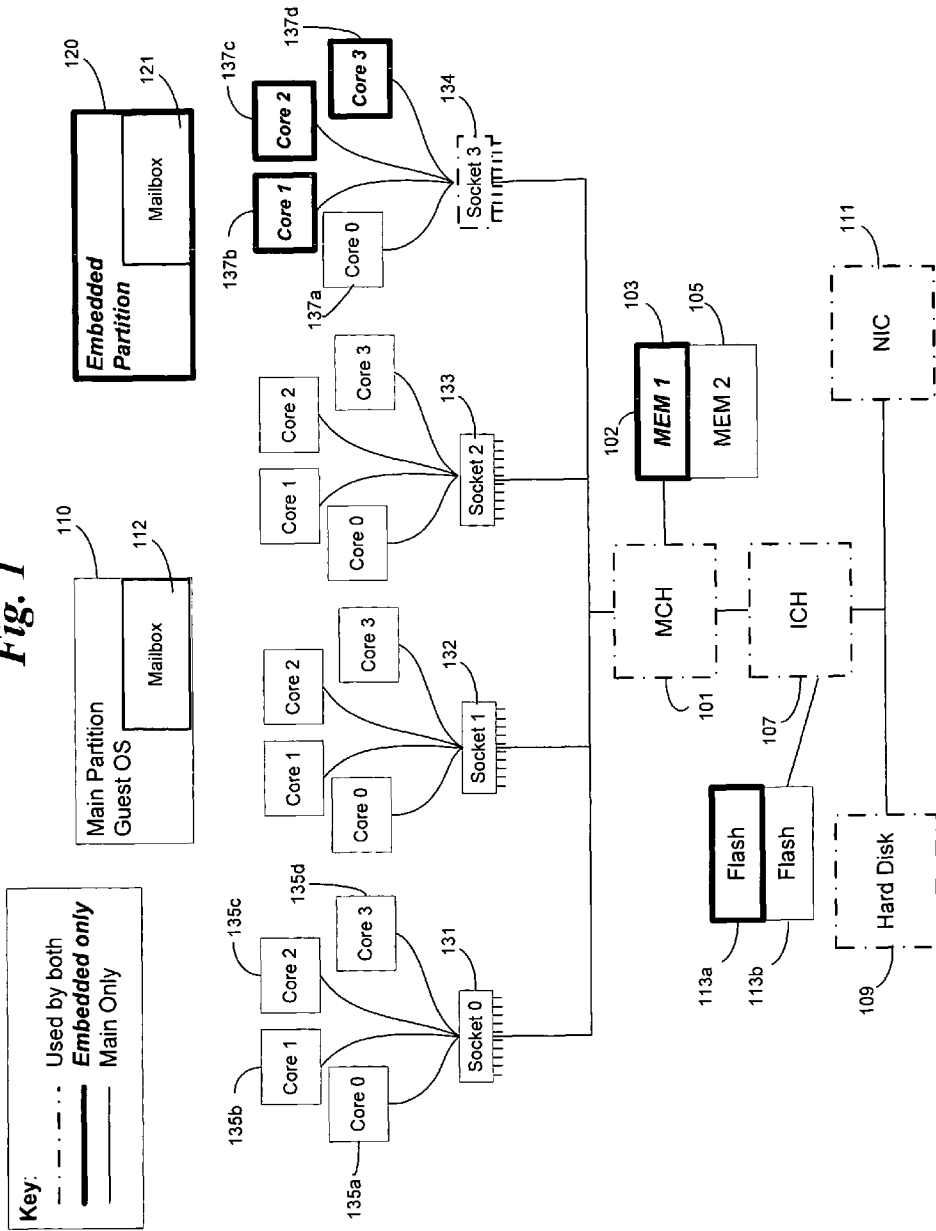 Fig. 1
Key:
Used by both
Embedded only
Main Only
Main Partition
Guest OS
Mailbox
110
112
Embedded
Partition
Mailbox
120
121
135b
Core 1
Core 2
135c
135a
Core 0
Core 3
135d
Socket 0
131
Core 1
Core 2
Core 0
Core 3
Socket 1
132
Core 1
Core 2
Core 0
Core 3
Socket 2
133
137b
Core 1
Core 2
137c
137a
Core 0
Core 3
137d
Socket 3
134
MCH
101
102
MEM 1
103
MEM 2
105
ICH
107
113a
Flash
113b
Flash
Hard Disk
109
NIC
111